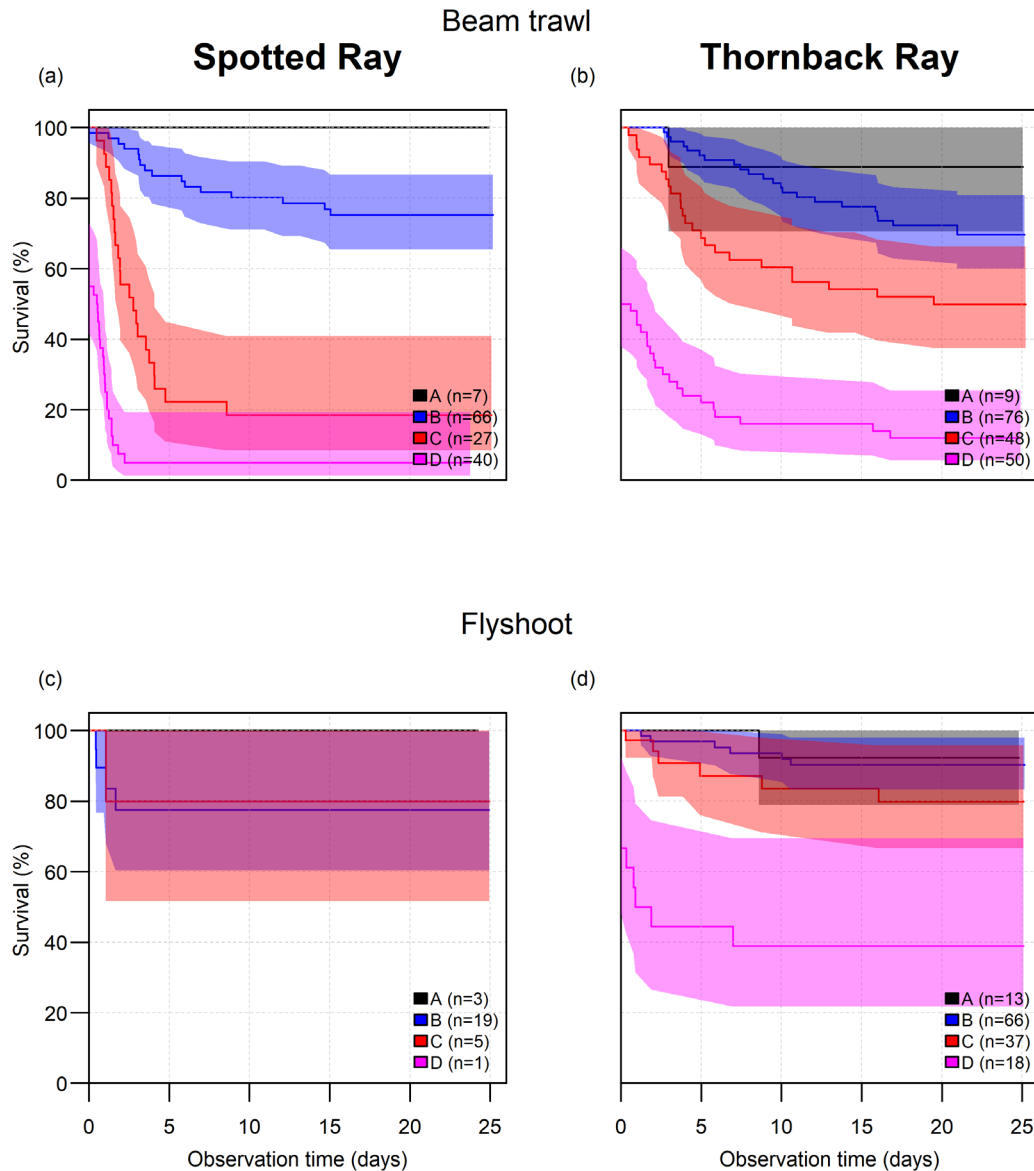 Beam trawl
Spotted Ray
Thornback Ray
(a)
(b)
100
80
60
40
20
0
Survival (%)
A (n=7)
B (n=66)
C (n=27)
D (n=40)
A (n=9)
B (n=76)
C (n=48)
D (n=50)
Flyshoot
(c)
(d)
100
80
60
40
20
0
Survival (%)
A (n=3)
B (n=19)
C (n=5)
D (n=1)
A (n=13)
B (n=66)
C (n=37)
D (n=18)
0 5 10 15 20 25
0 5 10 15 20 25
Observation time (days)
Observation time (days)